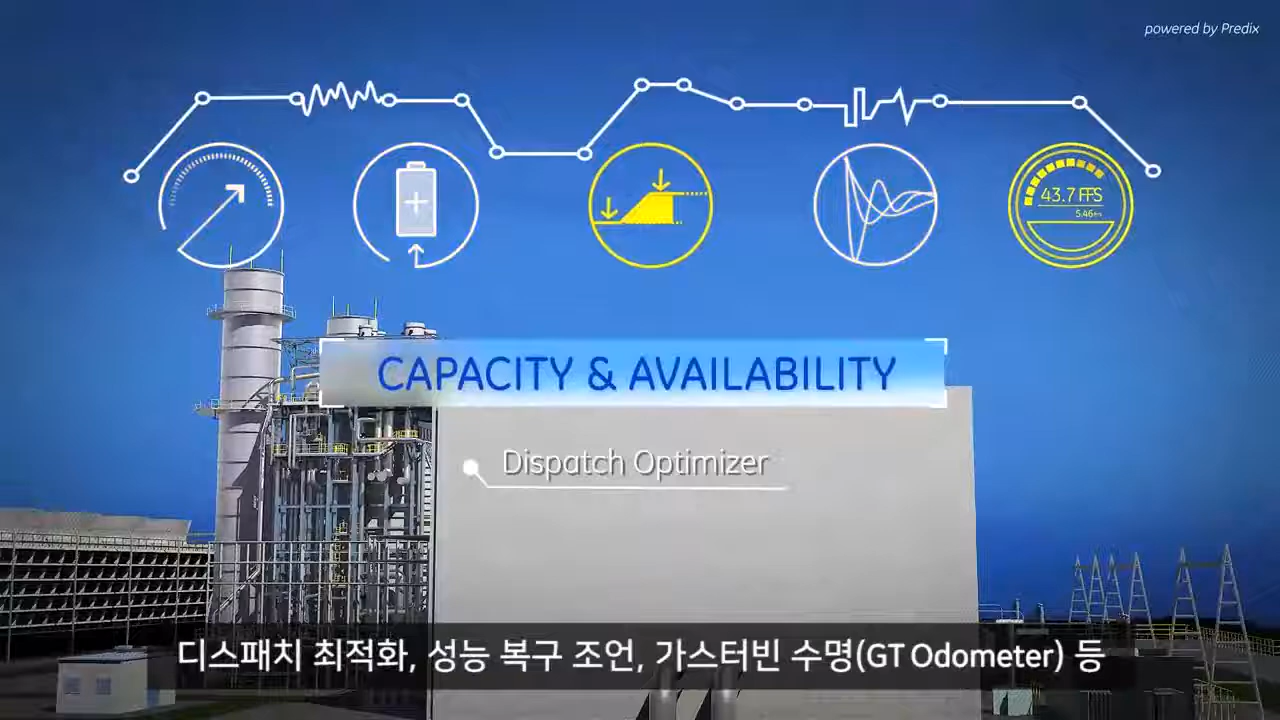 powered by Predix
43.7 FFS
CAPACITY & AVAILABILITY
Dispatch Optimizer
디스패치 최적화, 성능 복구 조언, 가스터빈 수명(GT Odometer) 등